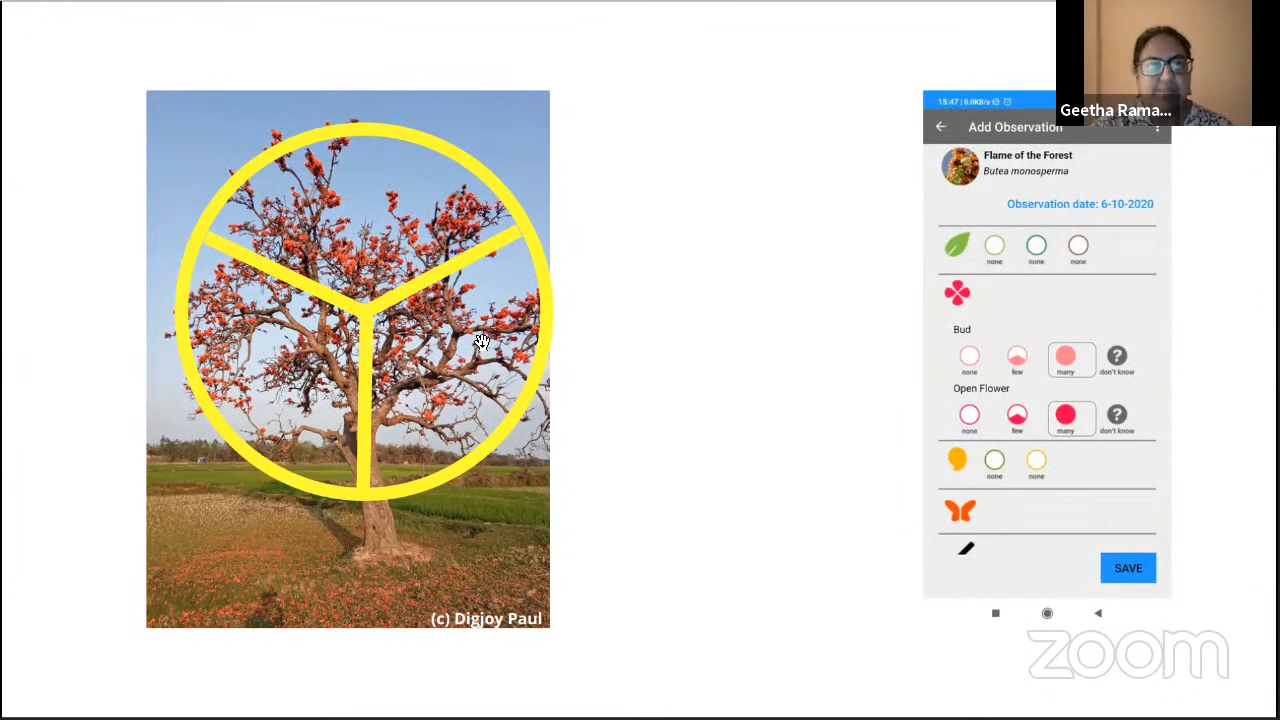 Geetha Rama...
15:47 | 0.0KB/s
Add Observation
Flame of the Forest
Butea monosperma
Observation date: 6-10-2020
none none none
Bud
none few many don't know
Open Flower
none few many don't know
none none
SAVE
(c) Digjoy Paul
zoom